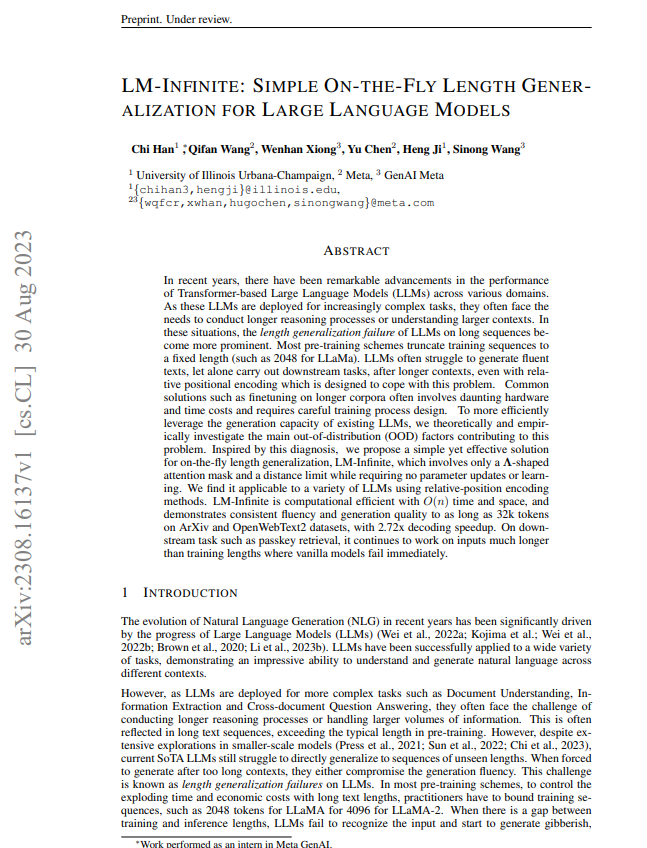 Preprint. Under review.
LM-INFINITE: SIMPLE ON-THE-FLY LENGTH GENER-
ALIZATION FOR LARGE LANGUAGE MODELS
Chi Han1 *, Qifan Wang2, Wenhan Xiong3, Yu Chen2, Heng Ji1, Sinong Wang3
1 University of Illinois Urbana-Champaign, 2 Meta, 3 GenAI Meta
1{chihan3,hengji}@illinois.edu,
23{wqfcr,xwhan,hugochen,sinongwang}@meta.com
arXiv:2308.16137v1 [cs.CL] 30 Aug 2023
ABSTRACT
In recent years, there have been remarkable advancements in the performance
of Transformer-based Large Language Models (LLMs) across various domains.
As these LLMs are deployed for increasingly complex tasks, they often face the
needs to conduct longer reasoning processes or understanding larger contexts. In
these situations, the length generalization failure of LLMs on long sequences be-
come more prominent. Most pre-training schemes truncate training sequences to
a fixed length (such as 2048 for LLaMa). LLMs often struggle to generate fluent
texts, let alone carry out downstream tasks, after longer contexts, even with rela-
tive positional encoding which is designed to cope with this problem. Common
solutions such as finetuning on longer corpora often involves daunting hardware
and time costs and requires careful training process design. To more efficiently
leverage the generation capacity of existing LLMs, we theoretically and emp-
irically investigate the main out-of-distribution (OOD) factors contributing to this
problem. Inspired by this diagnosis, we propose a simple yet effective solution
for on-the-fly length generalization, LM-Infinite, which involves only a Λ-shaped
attention mask and a distance limit while requiring no parameter updates or learn-
ing. We find it applicable to a variety of LLMs using relative-position encoding
methods. LM-Infinite is computational efficient with O(n) time and space, and
demonstrates consistent fluency and generation quality to as long as 32k tokens
on ArXiv and OpenWebText2 datasets, with 2.72x decoding speedup. On down-
stream task such as passkey retrieval, it continues to work on inputs much longer
than training lengths where vanilla models fail immediately.
1 INTRODUCTION
The evolution of Natural Language Generation (NLG) in recent years has been significantly driven
by the progress of Large Language Models (LLMs) (Wei et al., 2022a; Kojima et al.; Wei et al.,
2022b; Brown et al., 2020; Li et al., 2023b). LLMs have been successfully applied to a wide variety
of tasks, demonstrating an impressive ability to understand and generate natural language across
different contexts.
However, as LLMs are deployed for more complex tasks such as Document Understanding, In-
formation Extraction and Cross-document Question Answering, they often face the challenge of
conducting longer reasoning processes or handling larger volumes of information. This is often
reflected in long text sequences, exceeding the typical length in pre-training. However, despite ex-
tensive explorations in smaller-scale models (Press et al., 2021; Sun et al., 2022; Chi et al., 2023),
current SoTA LLMs still struggle to directly generalize to sequences of unseen lengths. When forced
to generate after too long contexts, they either compromise the generation fluency. This challenge
is known as length generalization failures on LLMs. In most pre-training schemes, to control the
exploding time and economic costs with long text lengths, practitioners have to bound training se-
quences, such as 2048 tokens for LLaMA for 4096 for LLaMA-2. When there is a gap between
training and inference lengths, LLMs fail to recognize the input and start to generate gibberish,
*Work performed as an intern in Meta GenAI.